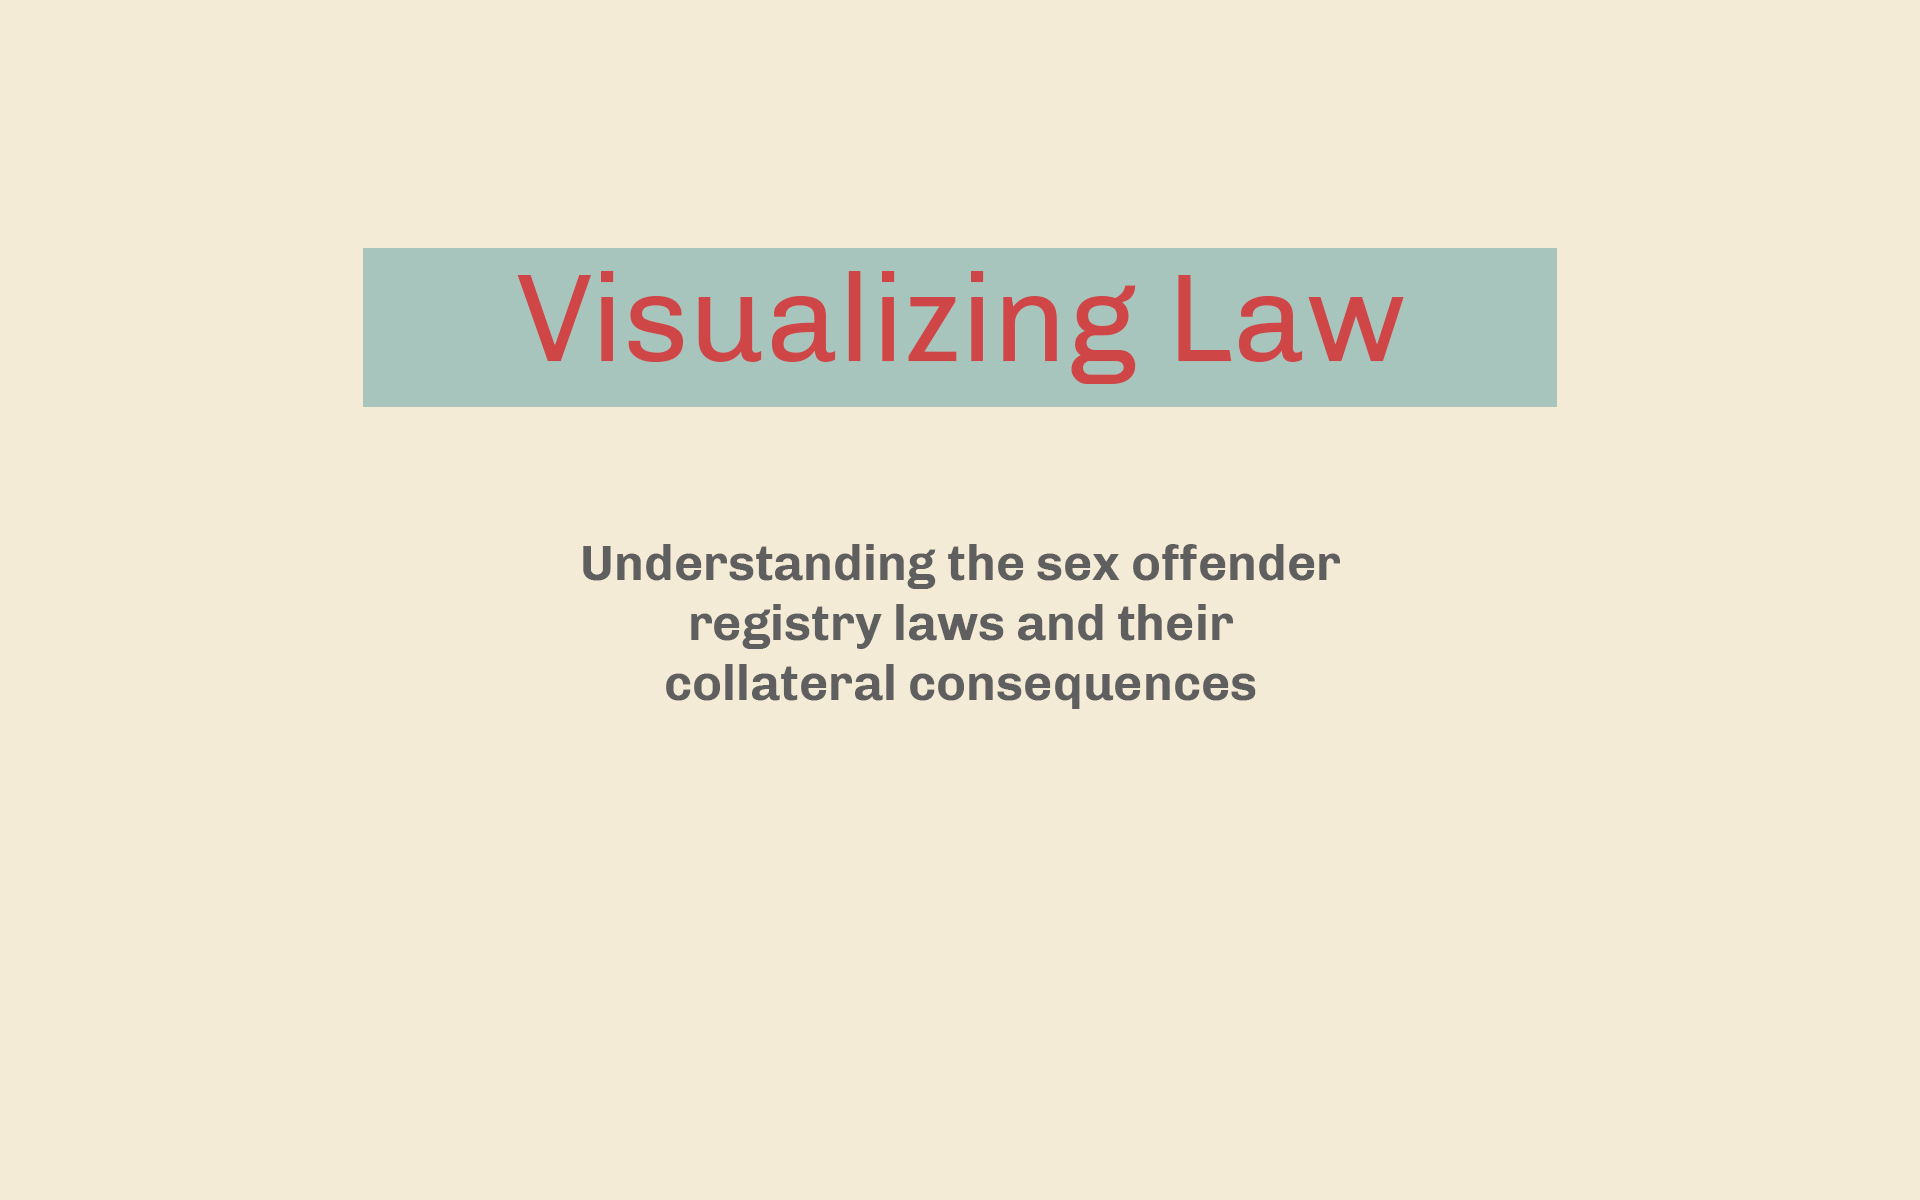 Visualizing Law
Understanding the sex offender
registry laws and their
collateral consequences